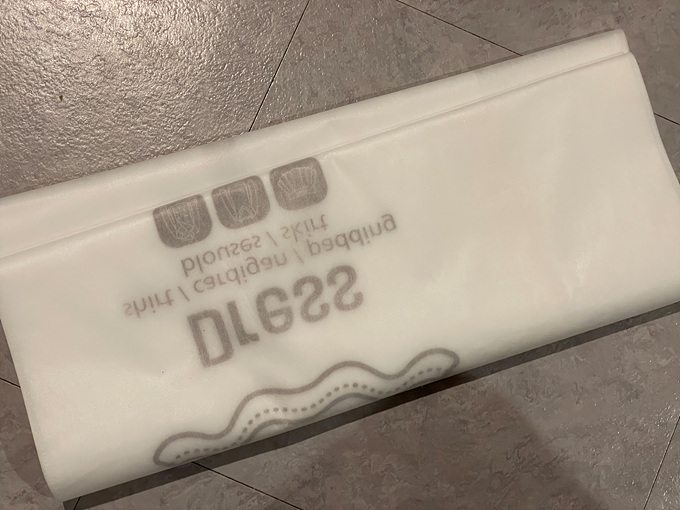 Dress
shirt / cardigan / padding
blouses / skirt